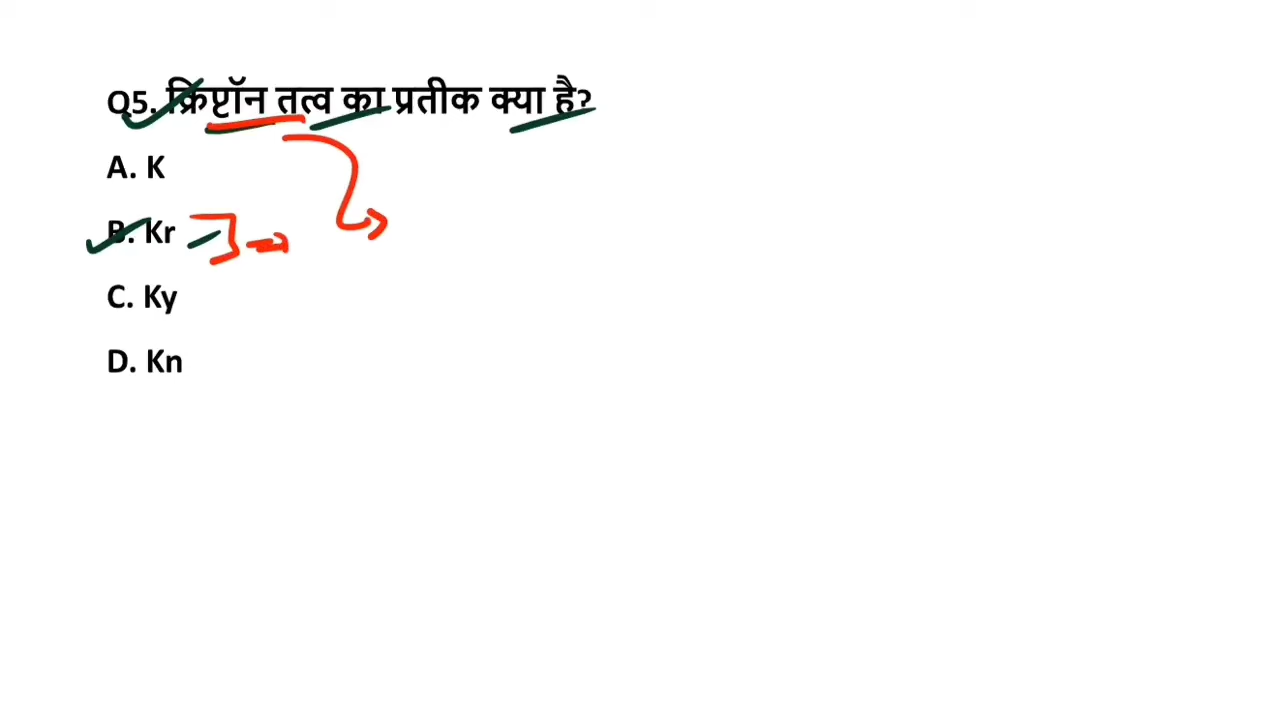 Q5. क्रिप्टॉन तत्व का प्रतीक क्या है?
A. K
B. Kr
C. Ky
D. Kn